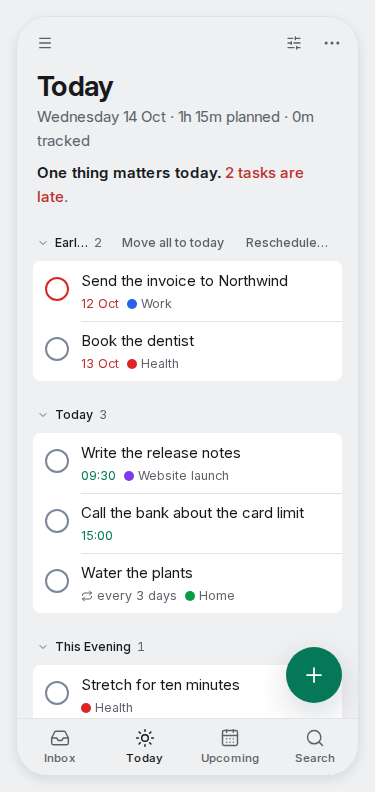 Today
Wednesday 14 Oct · 1h 15m planned · 0m
tracked
One thing matters today. 2 tasks are
late.
Earl… 2 Move all to today Reschedule…
Send the invoice to Northwind
12 Oct Work
Book the dentist
13 Oct Health
Today 3
Write the release notes
09:30 Website launch
Call the bank about the card limit
15:00
Water the plants
every 3 days Home
This Evening 1
Stretch for ten minutes
Health
Inbox Today Upcoming Search